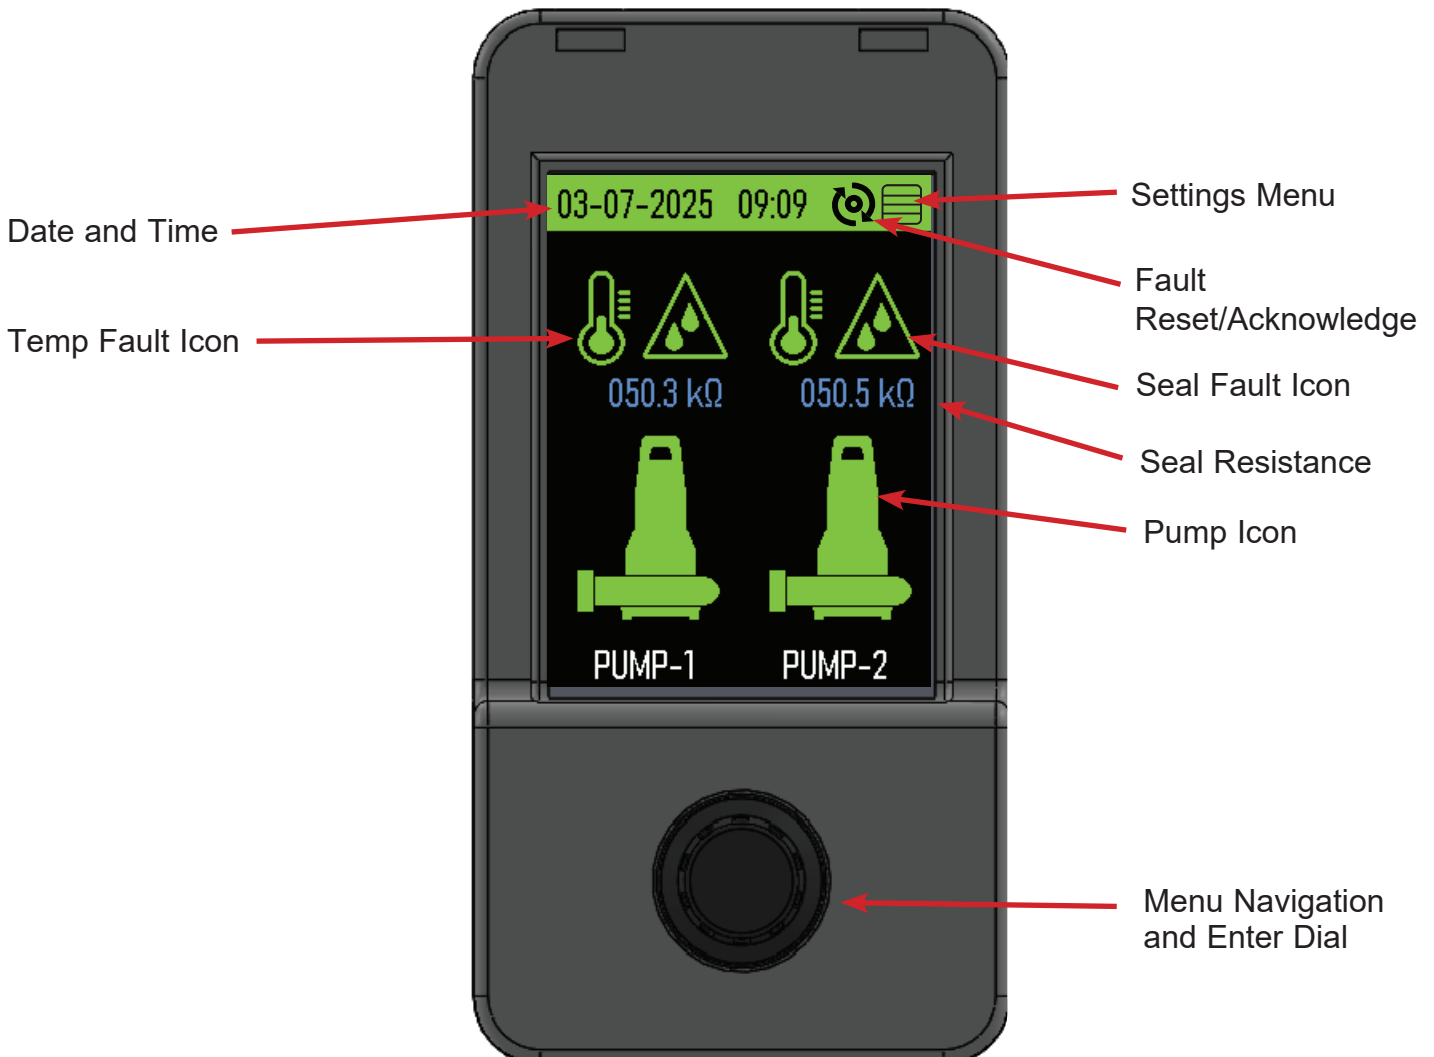 03-07-2025 09:09
Settings Menu
Date and Time
Fault
Reset/Acknowledge
Temp Fault Icon
Seal Fault Icon
050.3 kΩ
050.5 kΩ
Seal Resistance
Pump Icon
PUMP-1
PUMP-2
Menu Navigation
and Enter Dial